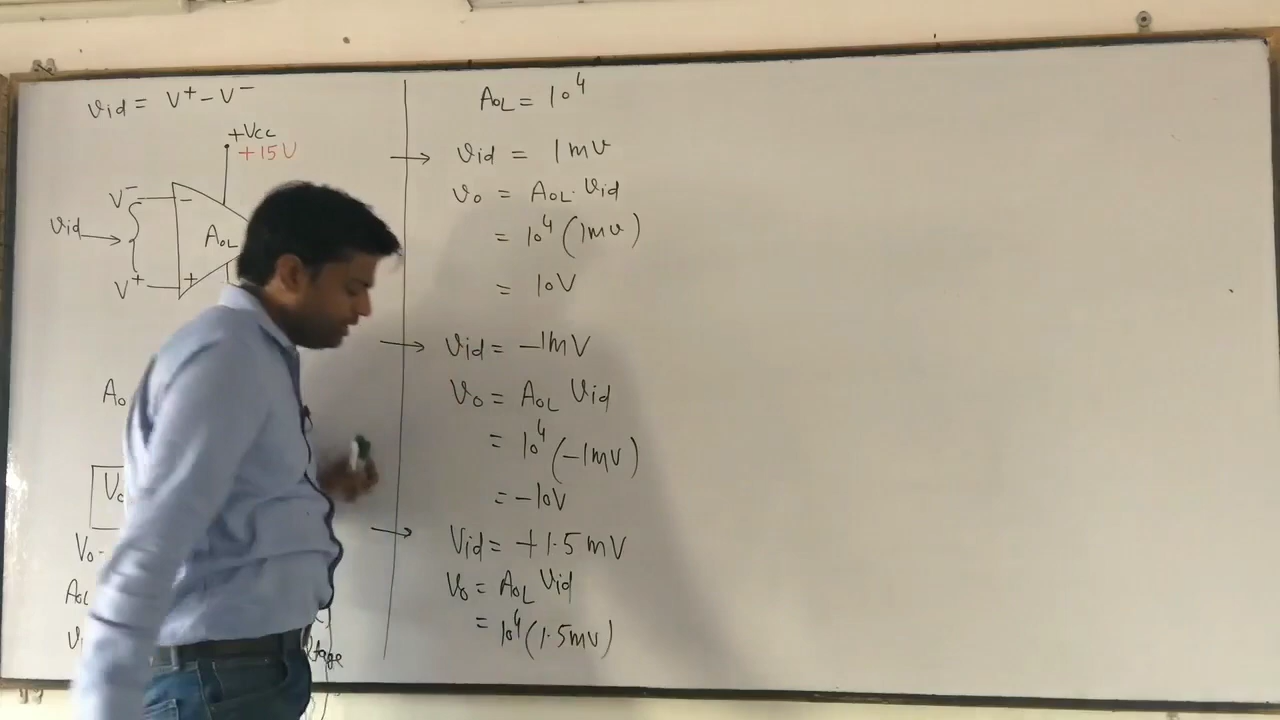 Vid = V⁺ - V⁻
+Vcc
+15V
V⁻
-
Vid
AOL
V⁺
+
AOL = 10⁴
Vid = 1mV
Vo = AOL. Vid
= 10⁴ (1mV)
= 10V
Vid = -1mV
Vo = AOL Vid
= 10⁴ (-1mV)
= -10V
Vid = +1.5mV
Vo = AOL Vid
= 10⁴ (1.5mV)